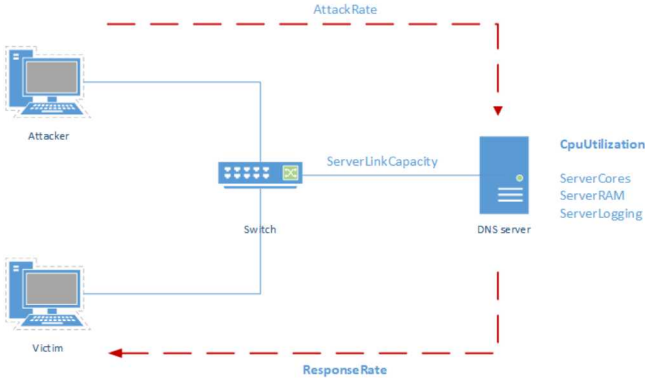 AttackRate
Attacker
ServerLinkCapacity
CpuUtilization
ServerCores
ServerRAM
ServerLogging
Switch
DNS server
Victim
ResponseRate